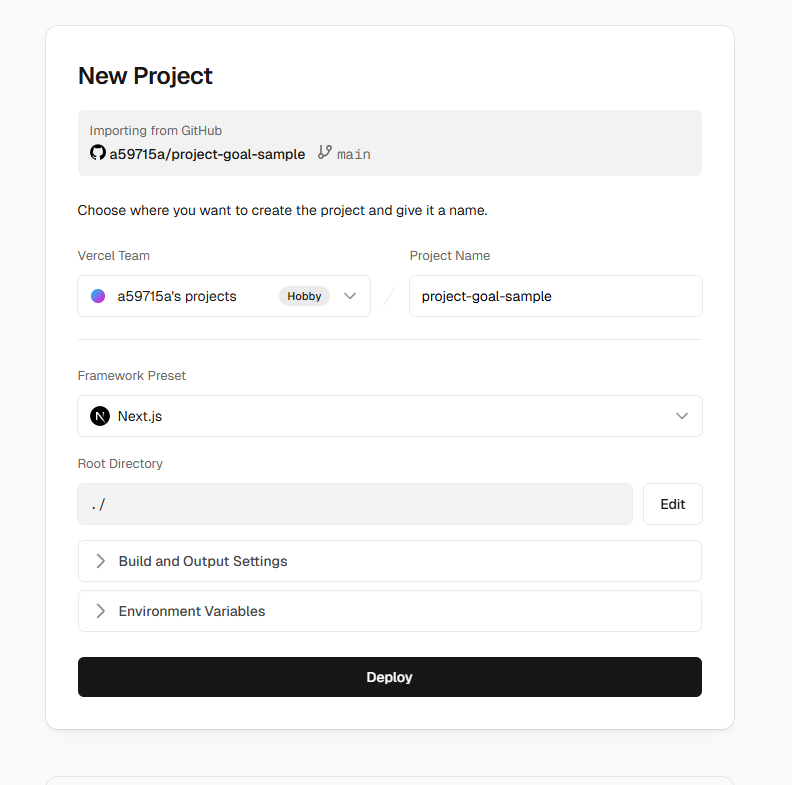 New Project
Importing from GitHub
a59715a/project-goal-sample main
Choose where you want to create the project and give it a name.
Vercel Team
Project Name
a59715a's projects Hobby
project-goal-sample
Framework Preset
N Next.js
Root Directory
./
Edit
Build and Output Settings
Environment Variables
Deploy